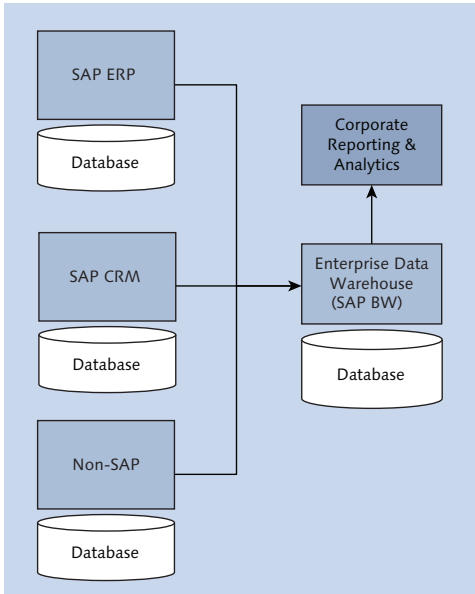 SAP ERP
Database
SAP CRM
Database
Non-SAP
Database
Corporate
Reporting &
Analytics
Enterprise Data
Warehouse
(SAP BW)
Database